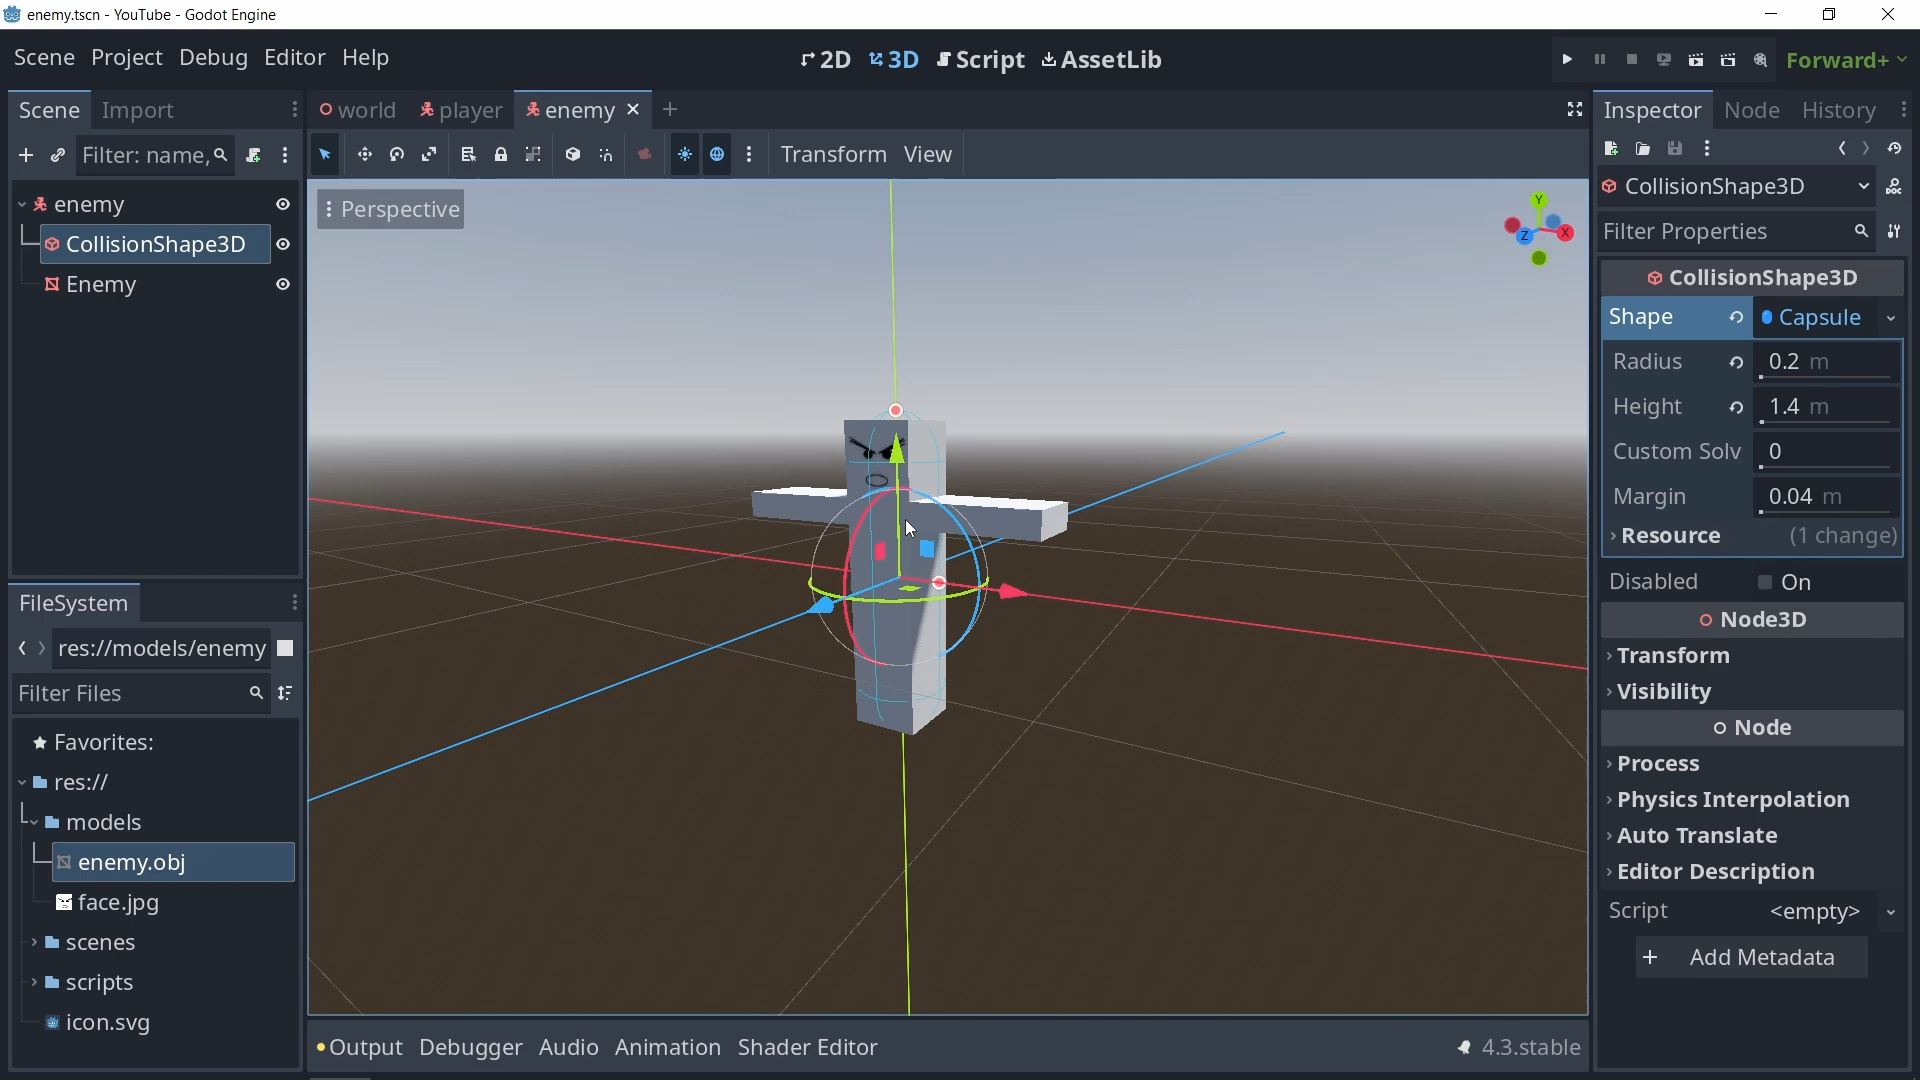 enemy.tscn - YouTube - Godot Engine
Scene Project Debug Editor Help
2D 3D Script AssetLib
Forward+
Scene Import
world player enemy
Inspector Node History
Filter: name,
Transform View
CollisionShape3D
DOC
Perspective
Y
X
Z
enemy
CollisionShape3D
Enemy
Filter Properties
CollisionShape3D
Shape Capsule
Radius 0.2 m
Height 1.4 m
Custom Solv 0
Margin 0.04 m
Resource (1 change)
Disabled On
Node3D
Transform
Visibility
Node
Process
Physics Interpolation
Auto Translate
Editor Description
Script <empty>
Add Metadata
FileSystem
res://models/enemy
Filter Files
Favorites:
res://
models
enemy.obj
face.jpg
scenes
scripts
icon.svg
Output Debugger Audio Animation Shader Editor
4.3.stable